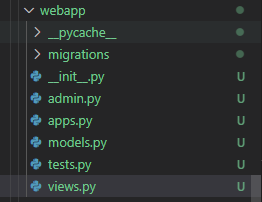 webapp
__pycache__
migrations
__init__.py U
admin.py U
apps.py U
models.py U
tests.py U
views.py U